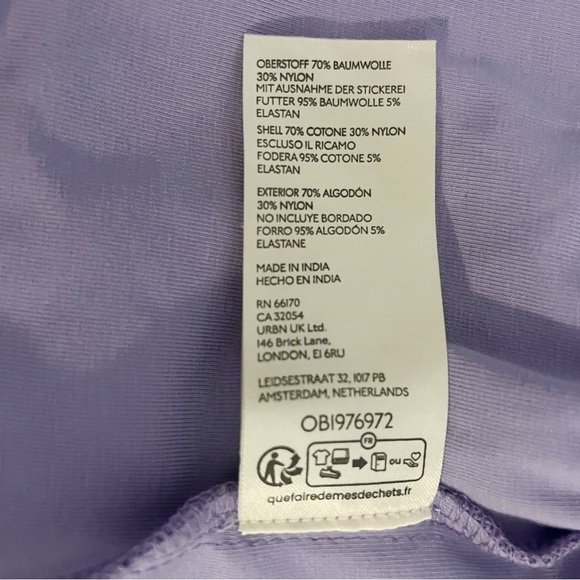 OBERSTOFF 70% BAUMWOLLE
30% NYLON
MIT AUSNAHME DER STICKEREI
FUTTER 95% BAUMWOLLE 5%
ELASTAN
SHELL 70% COTONE 30% NYLON
ESCLUSO IL RICAMO
FODERA 95% COTONE 5%
ELASTAN
EXTERIOR 70% ALGODÓN
30% NYLON
NO INCLUYE BORDADO
FORRO 95% ALGODÓN 5%
ELASTANE
MADE IN INDIA
HECHO EN INDIA
RN 66170
CA 32054
URBN UK Ltd.
146 Brick Lane,
LONDON, E1 6RU
LEIDSESTRAAT 32, 1017 PB
AMSTERDAM, NETHERLANDS
OB1976972
FR
ou
quefairedemesdechets.fr